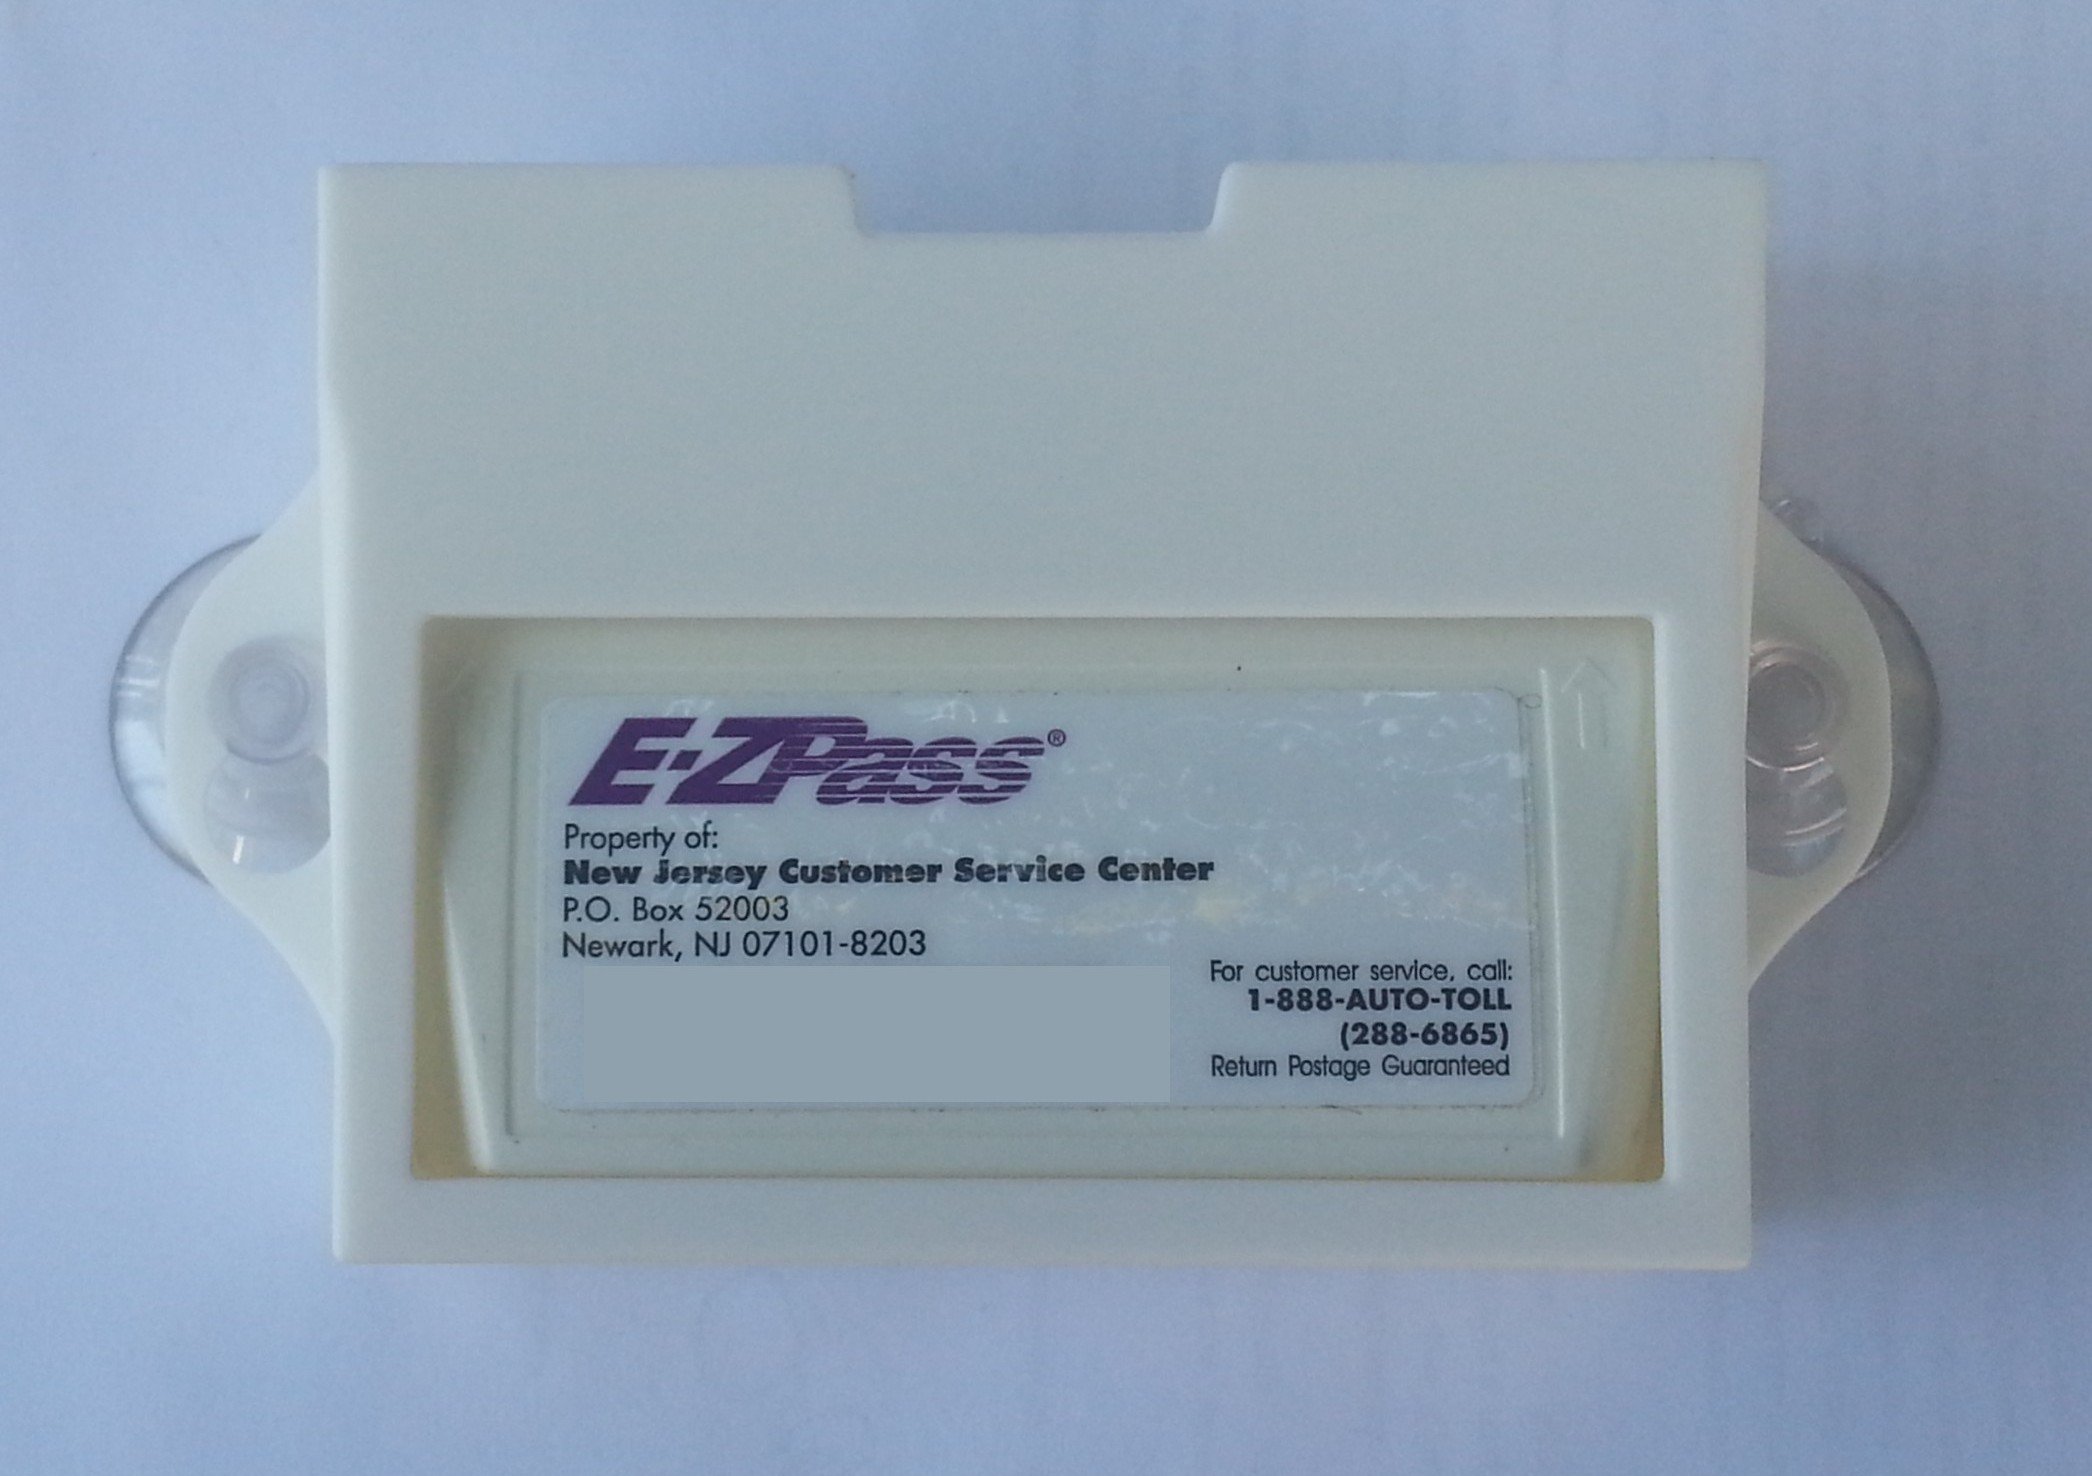 E-ZPass®
Property of:
New Jersey Customer Service Center
P.O. Box 52003
Newark, NJ 07101-8203
For customer service, call:
1-888-AUTO-TOLL
(288-6865)
Return Postage Guaranteed